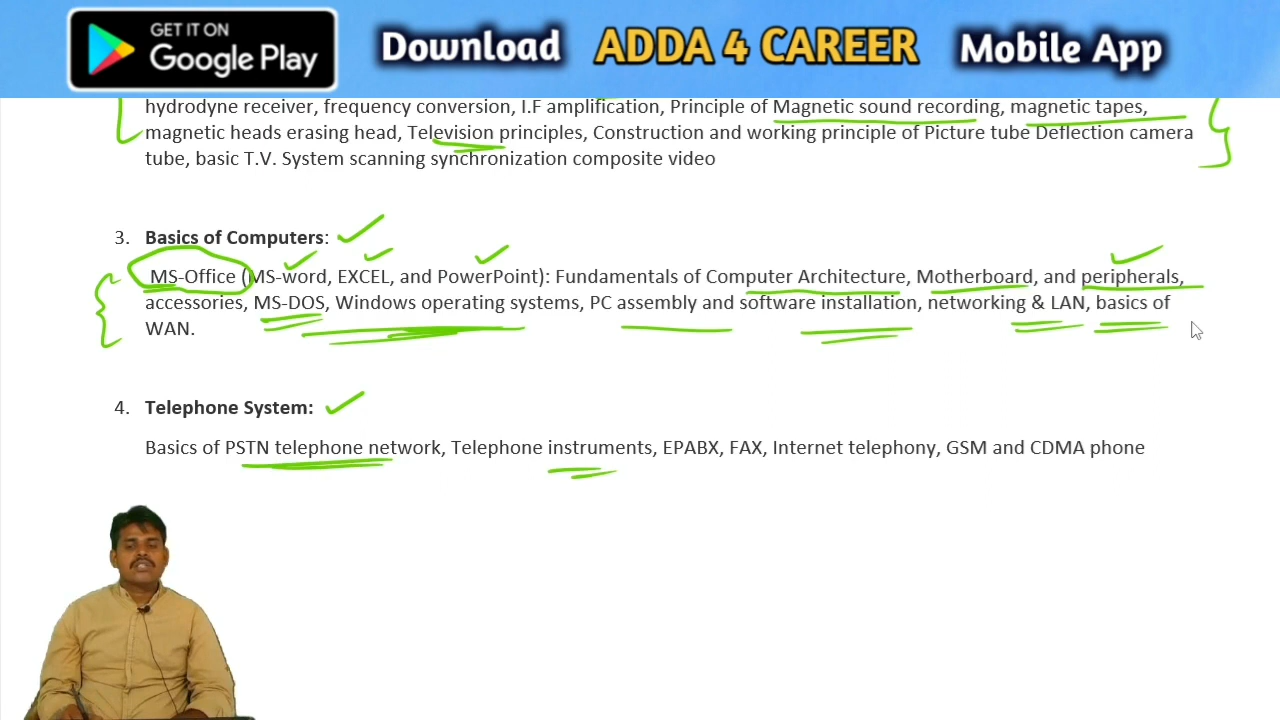 GET IT ON
Google Play
Download ADDA 4 CAREER Mobile App
hydrodyne receiver, frequency conversion, I.F amplification, Principle of Magnetic sound recording, magnetic tapes,
magnetic heads erasing head, Television principles, Construction and working principle of Picture tube Deflection camera
tube, basic T.V. System scanning synchronization composite video
3. Basics of Computers:
MS-Office (MS-word, EXCEL, and PowerPoint): Fundamentals of Computer Architecture, Motherboard, and peripherals,
accessories, MS-DOS, Windows operating systems, PC assembly and software installation, networking & LAN, basics of
WAN.
4. Telephone System:
Basics of PSTN telephone network, Telephone instruments, EPABX, FAX, Internet telephony, GSM and CDMA phone